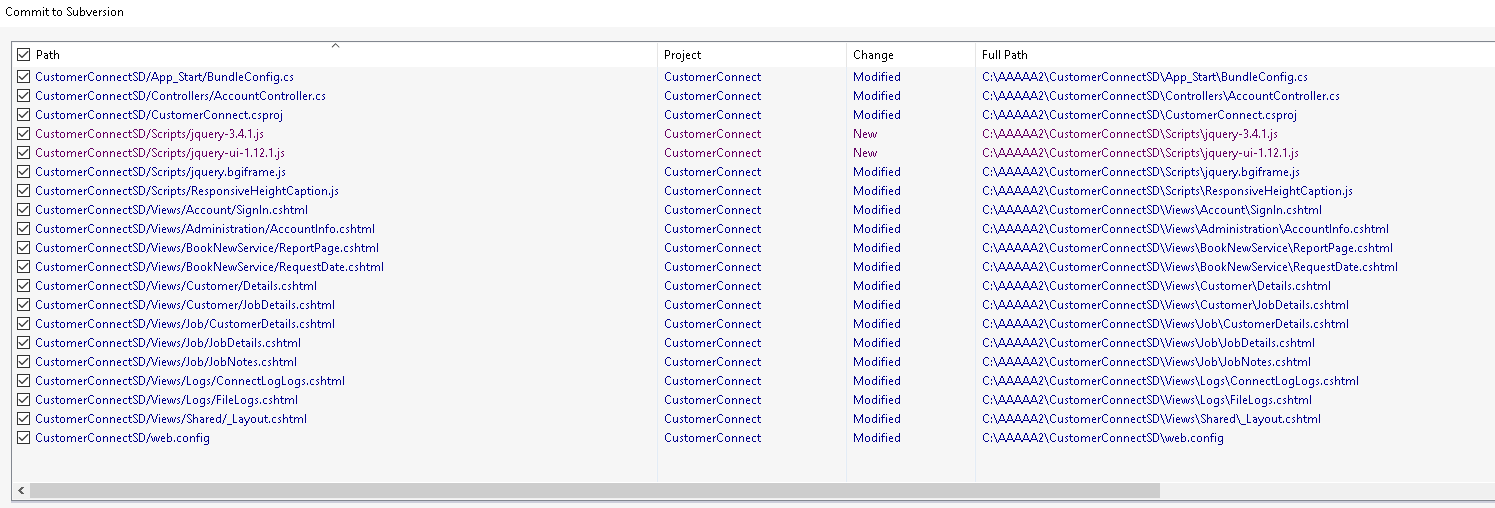 Commit to Subversion
Path Project Change Full Path
CustomerConnectSD/App_Start/BundleConfig.cs CustomerConnect Modified C:\AAAAA2\CustomerConnectSD\App_Start\BundleConfig.cs
CustomerConnectSD/Controllers/AccountController.cs CustomerConnect Modified C:\AAAAA2\CustomerConnectSD\Controllers\AccountController.cs
CustomerConnectSD/CustomerConnect.csproj CustomerConnect Modified C:\AAAAA2\CustomerConnectSD\CustomerConnect.csproj
CustomerConnectSD/Scripts/jquery-3.4.1.js CustomerConnect New C:\AAAAA2\CustomerConnectSD\Scripts\jquery-3.4.1.js
CustomerConnectSD/Scripts/jquery-ui-1.12.1.js CustomerConnect New C:\AAAAA2\CustomerConnectSD\Scripts\jquery-ui-1.12.1.js
CustomerConnectSD/Scripts/jquery.bgiframe.js CustomerConnect Modified C:\AAAAA2\CustomerConnectSD\Scripts\jquery.bgiframe.js
CustomerConnectSD/Scripts/ResponsiveHeightCaption.js CustomerConnect Modified C:\AAAAA2\CustomerConnectSD\Scripts\ResponsiveHeightCaption.js
CustomerConnectSD/Views/Account/SignIn.cshtml CustomerConnect Modified C:\AAAAA2\CustomerConnectSD\Views\Account\SignIn.cshtml
CustomerConnectSD/Views/Administration/AccountInfo.cshtml CustomerConnect Modified C:\AAAAA2\CustomerConnectSD\Views\Administration\AccountInfo.cshtml
CustomerConnectSD/Views/BookNewService/ReportPage.cshtml CustomerConnect Modified C:\AAAAA2\CustomerConnectSD\Views\BookNewService\ReportPage.cshtml
CustomerConnectSD/Views/BookNewService/RequestDate.cshtml CustomerConnect Modified C:\AAAAA2\CustomerConnectSD\Views\BookNewService\RequestDate.cshtml
CustomerConnectSD/Views/Customer/Details.cshtml CustomerConnect Modified C:\AAAAA2\CustomerConnectSD\Views\Customer\Details.cshtml
CustomerConnectSD/Views/Customer/JobDetails.cshtml CustomerConnect Modified C:\AAAAA2\CustomerConnectSD\Views\Customer\JobDetails.cshtml
CustomerConnectSD/Views/Job/CustomerDetails.cshtml CustomerConnect Modified C:\AAAAA2\CustomerConnectSD\Views\Job\CustomerDetails.cshtml
CustomerConnectSD/Views/Job/JobDetails.cshtml CustomerConnect Modified C:\AAAAA2\CustomerConnectSD\Views\Job\JobDetails.cshtml
CustomerConnectSD/Views/Job/JobNotes.cshtml CustomerConnect Modified C:\AAAAA2\CustomerConnectSD\Views\Job\JobNotes.cshtml
CustomerConnectSD/Views/Logs/ConnectLogLogs.cshtml CustomerConnect Modified C:\AAAAA2\CustomerConnectSD\Views\Logs\ConnectLogLogs.cshtml
CustomerConnectSD/Views/Logs/FileLogs.cshtml CustomerConnect Modified C:\AAAAA2\CustomerConnectSD\Views\Logs\FileLogs.cshtml
CustomerConnectSD/Views/Shared/_Layout.cshtml CustomerConnect Modified C:\AAAAA2\CustomerConnectSD\Views\Shared\_Layout.cshtml
CustomerConnectSD/web.config CustomerConnect Modified C:\AAAAA2\CustomerConnectSD\web.config